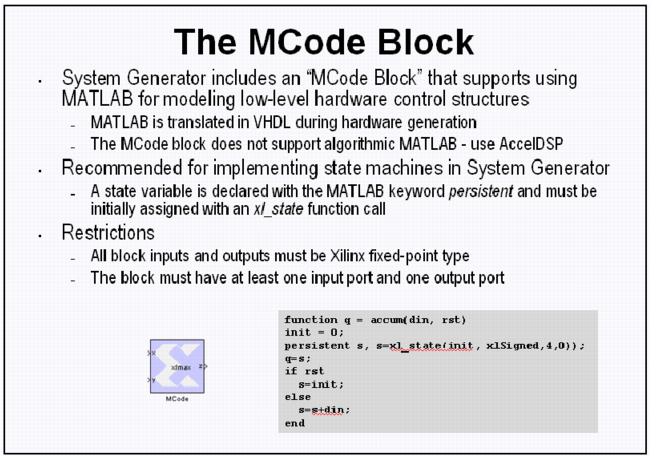 The MCode Block
· System Generator includes an “MCode Block” that supports using
MATLAB for modeling low-level hardware control structures
- MATLAB is translated in VHDL during hardware generation
- The MCode block does not support algorithmic MATLAB - use AccelDSP
· Recommended for implementing state machines in System Generator
- A state variable is declared with the MATLAB keyword persistent and must be
initially assigned with an xl_state function call
· Restrictions
- All block inputs and outputs must be Xilinx fixed-point type
- The block must have at least one input port and one output port
x
y
xlmax
z
MCode
function q = accum(din, rst)
init = 0;
persistent s, s=xl_state(init, xlSigned,4,0));
q=s;
if rst
s=init;
else
s=s+din;
end